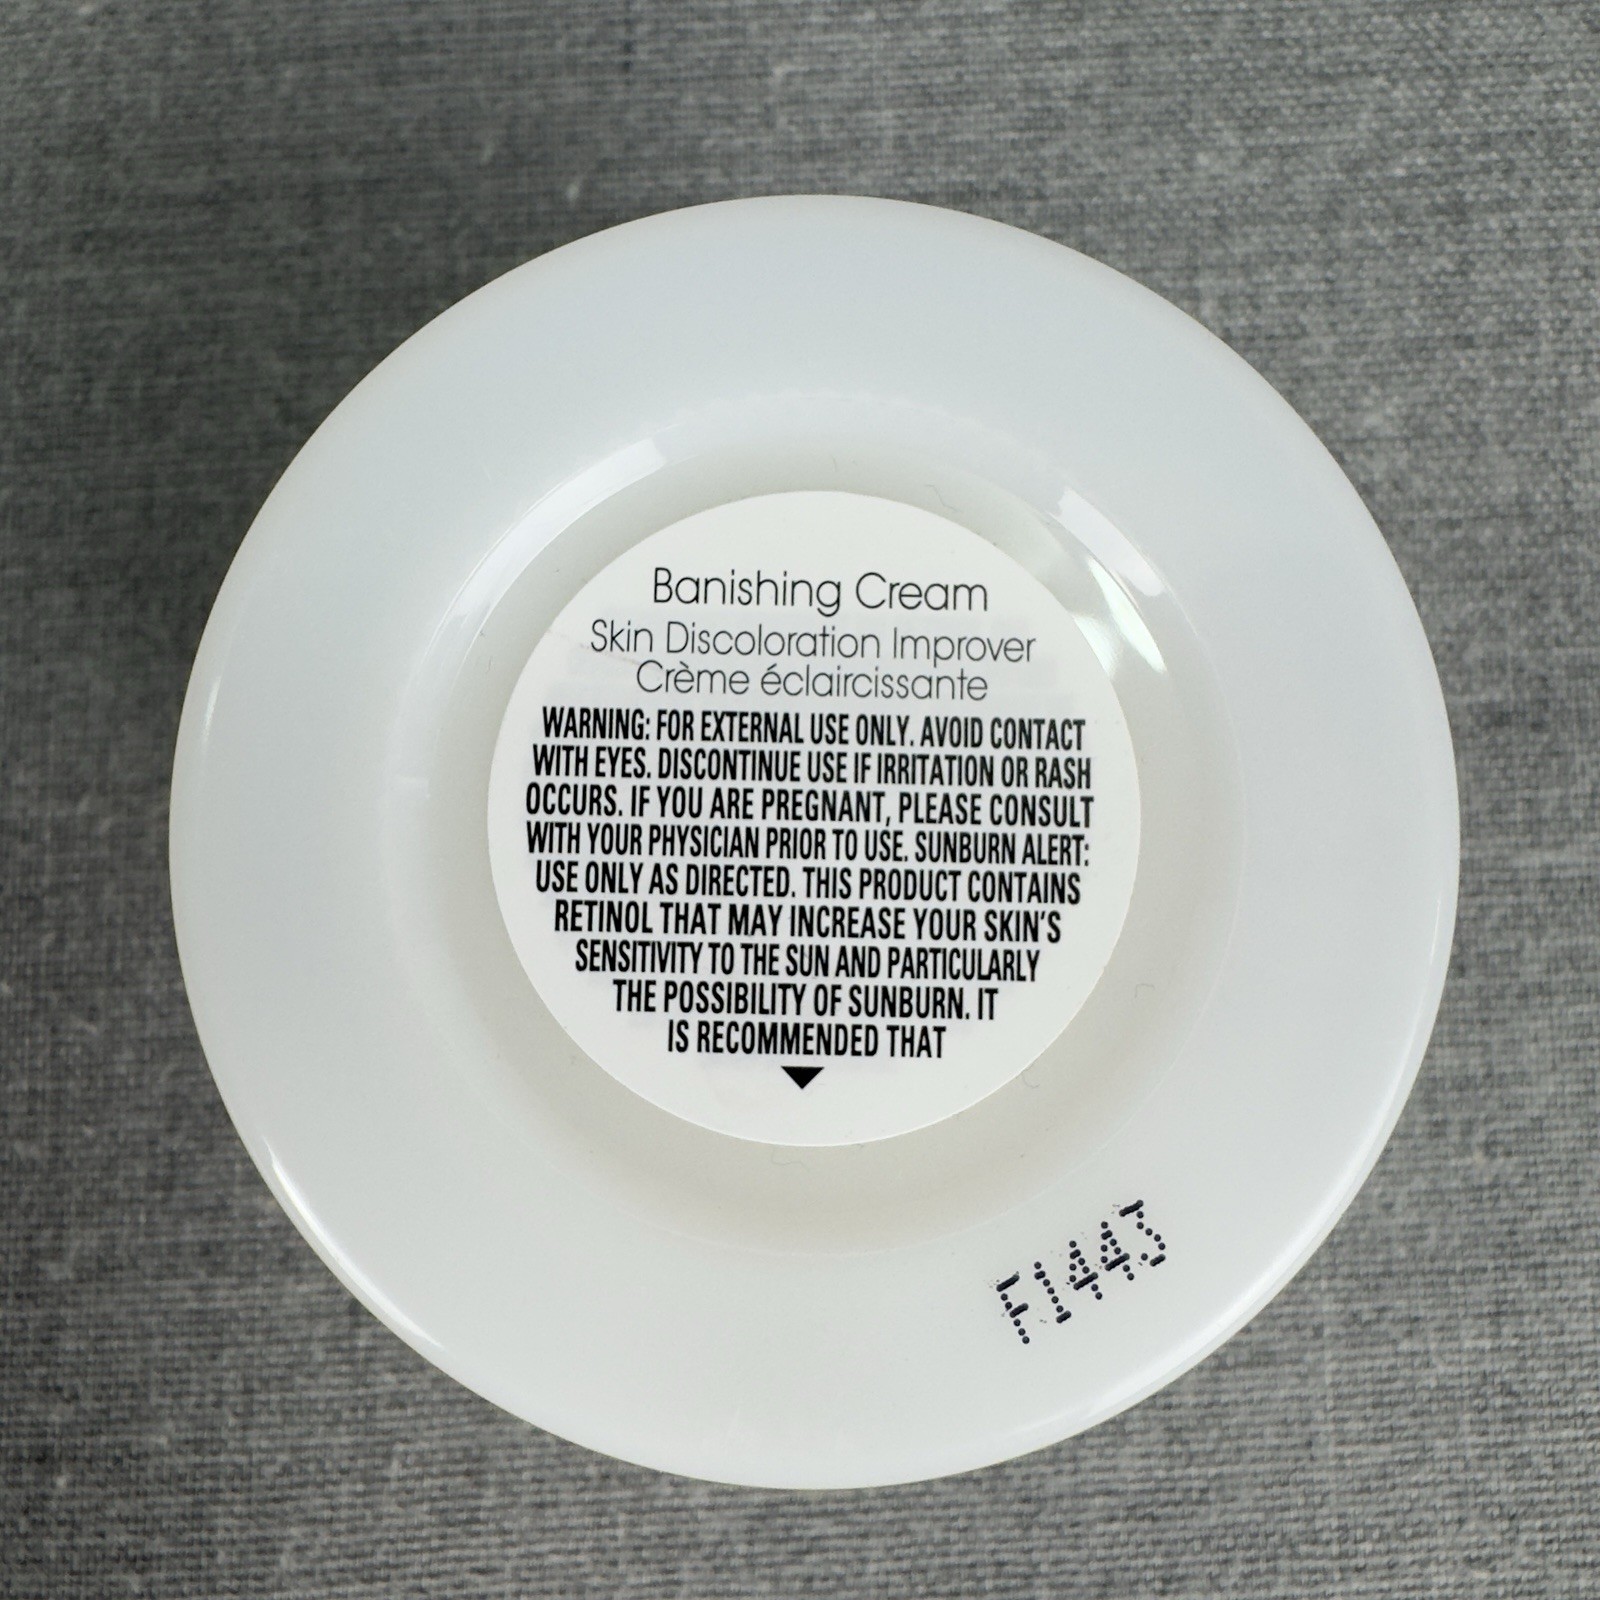 Banishing Cream
Skin Discoloration Improver
Crème éclaircissante
WARNING: FOR EXTERNAL USE ONLY. AVOID CONTACT
WITH EYES. DISCONTINUE USE IF IRRITATION OR RASH
OCCURS. IF YOU ARE PREGNANT, PLEASE CONSULT
WITH YOUR PHYSICIAN PRIOR TO USE. SUNBURN ALERT:
USE ONLY AS DIRECTED. THIS PRODUCT CONTAINS
RETINOL THAT MAY INCREASE YOUR SKIN'S
SENSITIVITY TO THE SUN AND PARTICULARLY
THE POSSIBILITY OF SUNBURN. IT
IS RECOMMENDED THAT
F1443